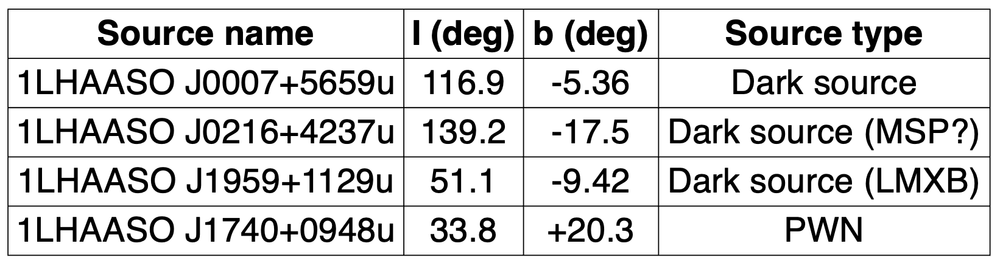 Source name l (deg) b (deg) Source type
1LHAASO J0007+5659u 116.9 -5.36 Dark source
1LHAASO J0216+4237u 139.2 -17.5 Dark source (MSP?)
1LHAASO J1959+1129u 51.1 -9.42 Dark source (LMXB)
1LHAASO J1740+0948u 33.8 +20.3 PWN